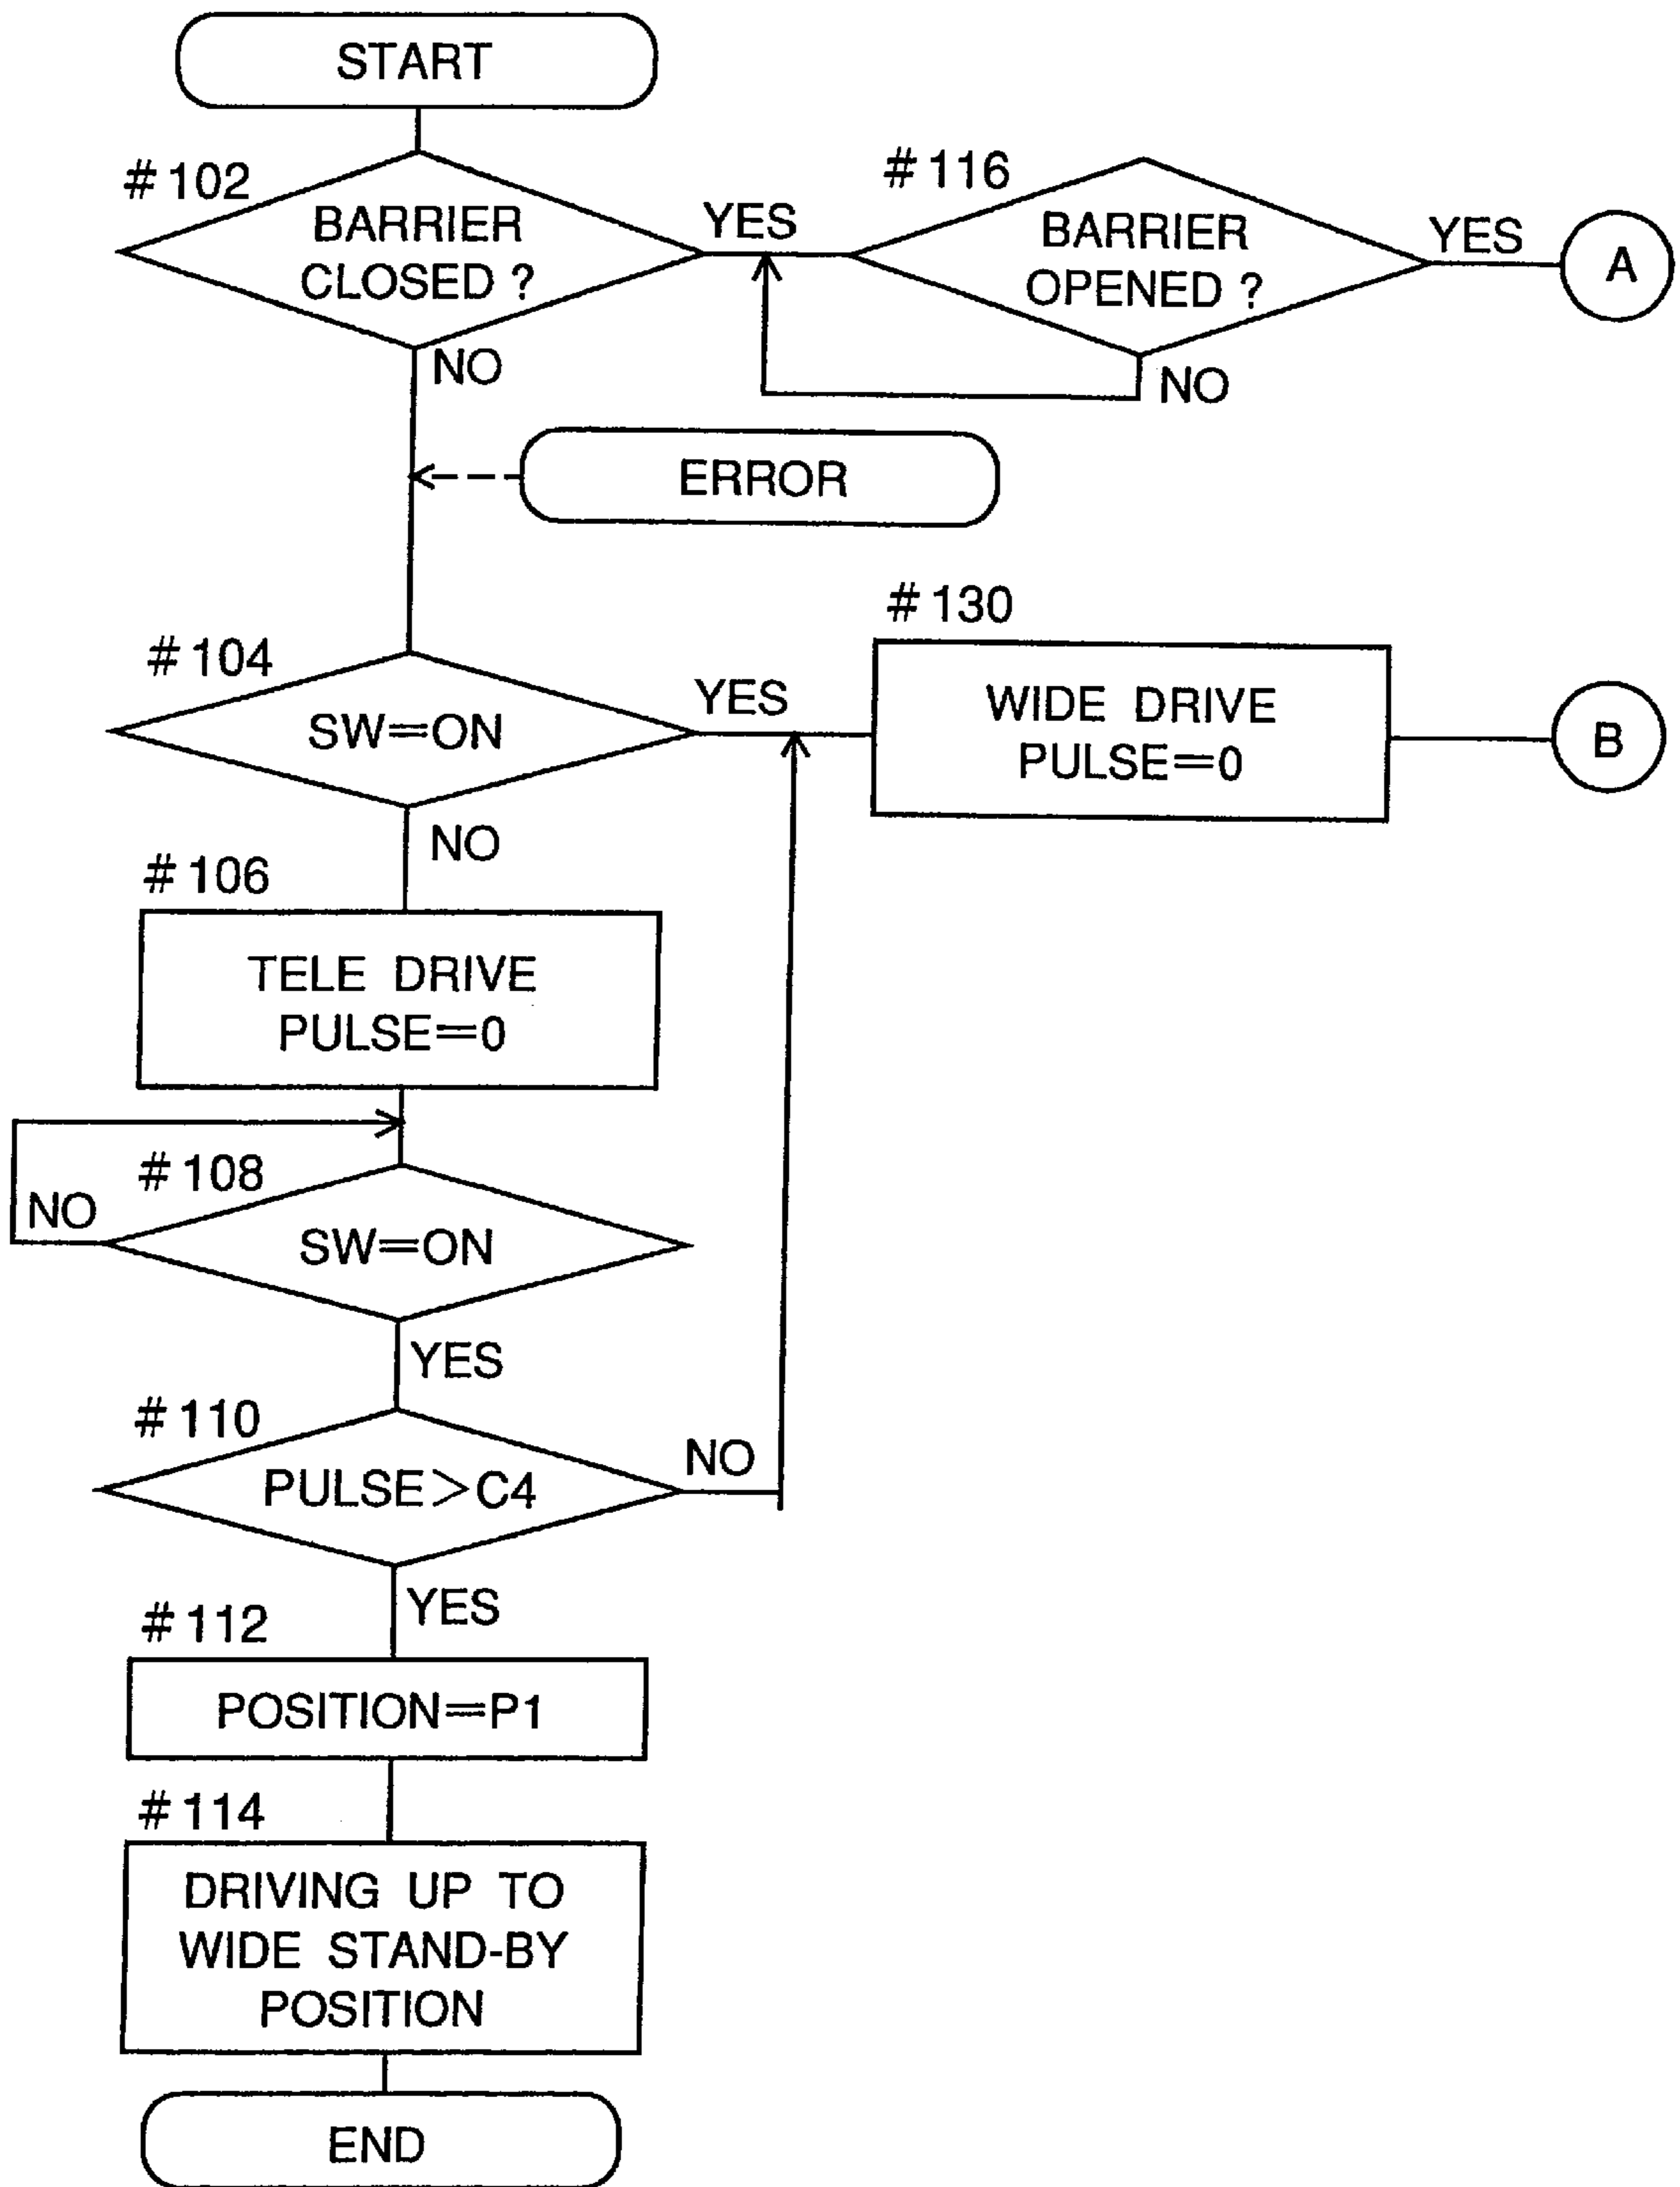 START
#102
BARRIER
CLOSED ?
YES
NO
#116
BARRIER
OPENED ?
YES
A
NO
ERROR
#104
SW=ON
YES
NO
#130
WIDE DRIVE
PULSE=0
B
#106
TELE DRIVE
PULSE=0
#108
NO
SW=ON
YES
#110
PULSE>C4
NO
YES
#112
POSITION=P1
#114
DRIVING UP TO
WIDE STAND-BY
POSITION
END